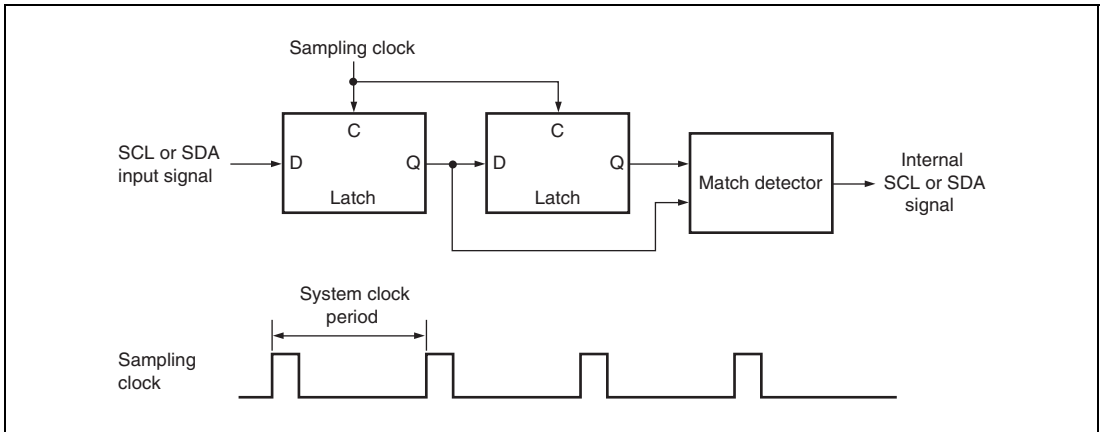 Sampling clock
SCL or SDA
input signal
C
D
Q
Latch
C
D
Q
Latch
Match detector
Internal
SCL or SDA
signal
System clock
period
Sampling
clock